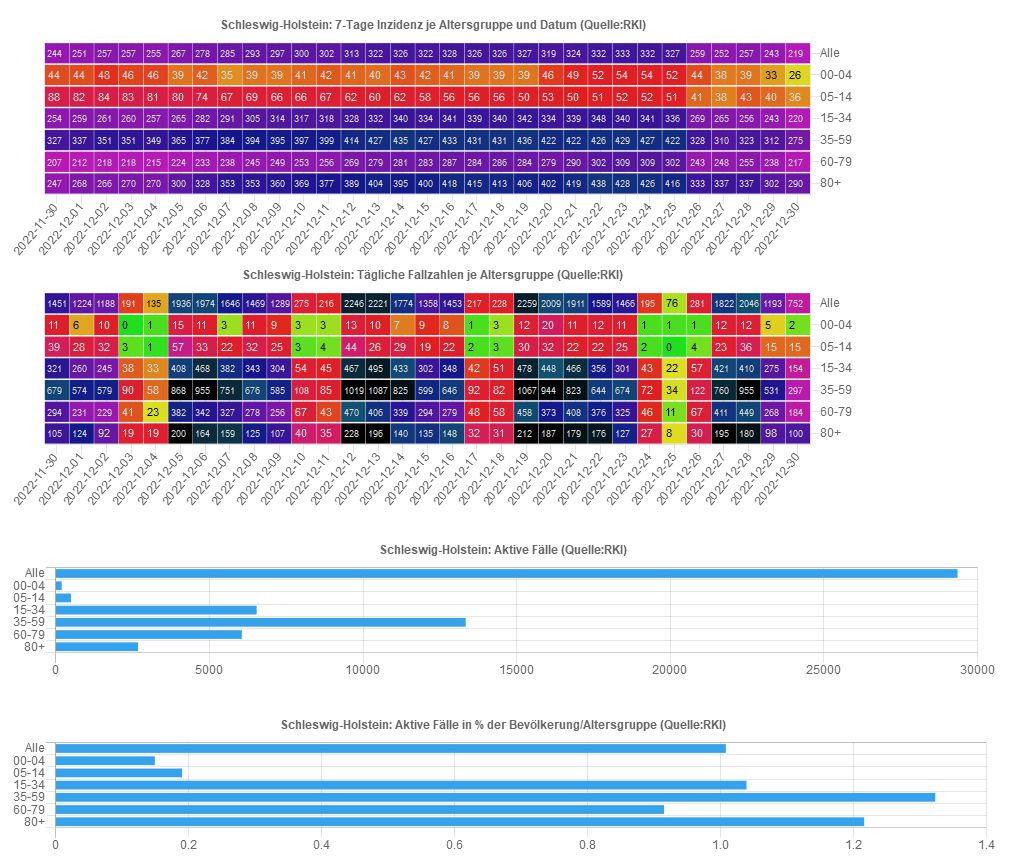 Schleswig-Holstein: 7-Tage Inzidenz je Altersgruppe und Datum (Quelle:RKI)
244 251 257 257 255 267 278 285 293 297 300 302 313 322 326 322 328 326 326 327 319 324 332 333 332 327 259 252 257 243 219 Alle
44 44 48 46 46 39 42 35 39 39 41 42 41 40 43 42 41 39 39 39 46 49 52 54 54 52 44 38 39 33 26 00-04
88 82 84 83 81 80 74 67 69 66 66 67 62 60 62 58 56 56 56 50 53 50 51 52 52 51 41 38 43 40 36 05-14
254 259 261 260 257 265 282 291 305 314 317 318 328 332 340 334 341 339 340 342 334 339 348 340 341 336 269 265 256 243 220 15-34
327 337 351 351 349 365 377 384 394 395 397 399 414 427 435 427 433 431 431 436 422 422 426 429 427 422 328 310 323 312 275 35-59
207 212 218 218 215 224 233 238 245 249 253 256 269 279 281 283 287 284 286 284 279 290 302 309 309 302 243 248 255 238 217 60-79
247 268 266 270 270 300 328 353 353 360 369 377 389 404 395 400 418 415 413 406 402 419 438 428 426 416 333 337 337 302 290 80+
2022-11-30 2022-12-01 2022-12-02 2022-12-03 2022-12-04 2022-12-05 2022-12-06 2022-12-07 2022-12-08 2022-12-09 2022-12-10 2022-12-11 2022-12-12 2022-12-13 2022-12-14 2022-12-15 2022-12-16 2022-12-17 2022-12-18 2022-12-19 2022-12-20 2022-12-21 2022-12-22 2022-12-23 2022-12-24 2022-12-25 2022-12-26 2022-12-27 2022-12-28 2022-12-29 2022-12-30
Schleswig-Holstein: Tägliche Fallzahlen je Altersgruppe (Quelle:RKI)
1451 1224 1188 191 135 1936 1974 1646 1469 1289 275 216 2246 2221 1774 1358 1453 217 228 2259 2009 1911 1589 1466 195 76 281 1822 2046 1193 752 Alle
11 6 10 0 1 15 11 3 11 9 3 3 13 10 7 9 8 1 3 12 20 11 12 11 1 1 1 12 12 5 2 00-04
39 28 32 3 1 57 33 22 32 25 3 4 44 26 29 19 22 2 3 30 32 22 22 25 2 0 4 23 36 15 15 05-14
321 260 245 38 33 408 468 382 343 304 54 45 467 495 433 302 348 42 51 478 448 466 356 301 43 22 57 421 410 275 154 15-34
679 574 579 90 58 868 955 751 676 585 108 85 1019 1087 825 599 646 92 82 1067 944 823 644 674 72 34 122 760 955 531 297 35-59
294 231 229 41 23 382 342 327 278 256 67 43 470 406 339 294 279 48 58 458 373 408 376 325 46 11 67 411 449 268 184 60-79
105 124 92 19 19 200 164 159 125 107 40 35 228 196 140 135 148 32 31 212 187 179 176 127 27 8 30 195 180 98 100 80+
2022-11-30 2022-12-01 2022-12-02 2022-12-03 2022-12-04 2022-12-05 2022-12-06 2022-12-07 2022-12-08 2022-12-09 2022-12-10 2022-12-11 2022-12-12 2022-12-13 2022-12-14 2022-12-15 2022-12-16 2022-12-17 2022-12-18 2022-12-19 2022-12-20 2022-12-21 2022-12-22 2022-12-23 2022-12-24 2022-12-25 2022-12-26 2022-12-27 2022-12-28 2022-12-29 2022-12-30
Schleswig-Holstein: Aktive Fälle (Quelle:RKI)
Alle
00-04
05-14
15-34
35-59
60-79
80+
0 5000 10000 15000 20000 25000 30000
Schleswig-Holstein: Aktive Fälle in % der Bevölkerung/Altersgruppe (Quelle:RKI)
Alle
00-04
05-14
15-34
35-59
60-79
80+
0 0.2 0.4 0.6 0.8 1.0 1.2 1.4